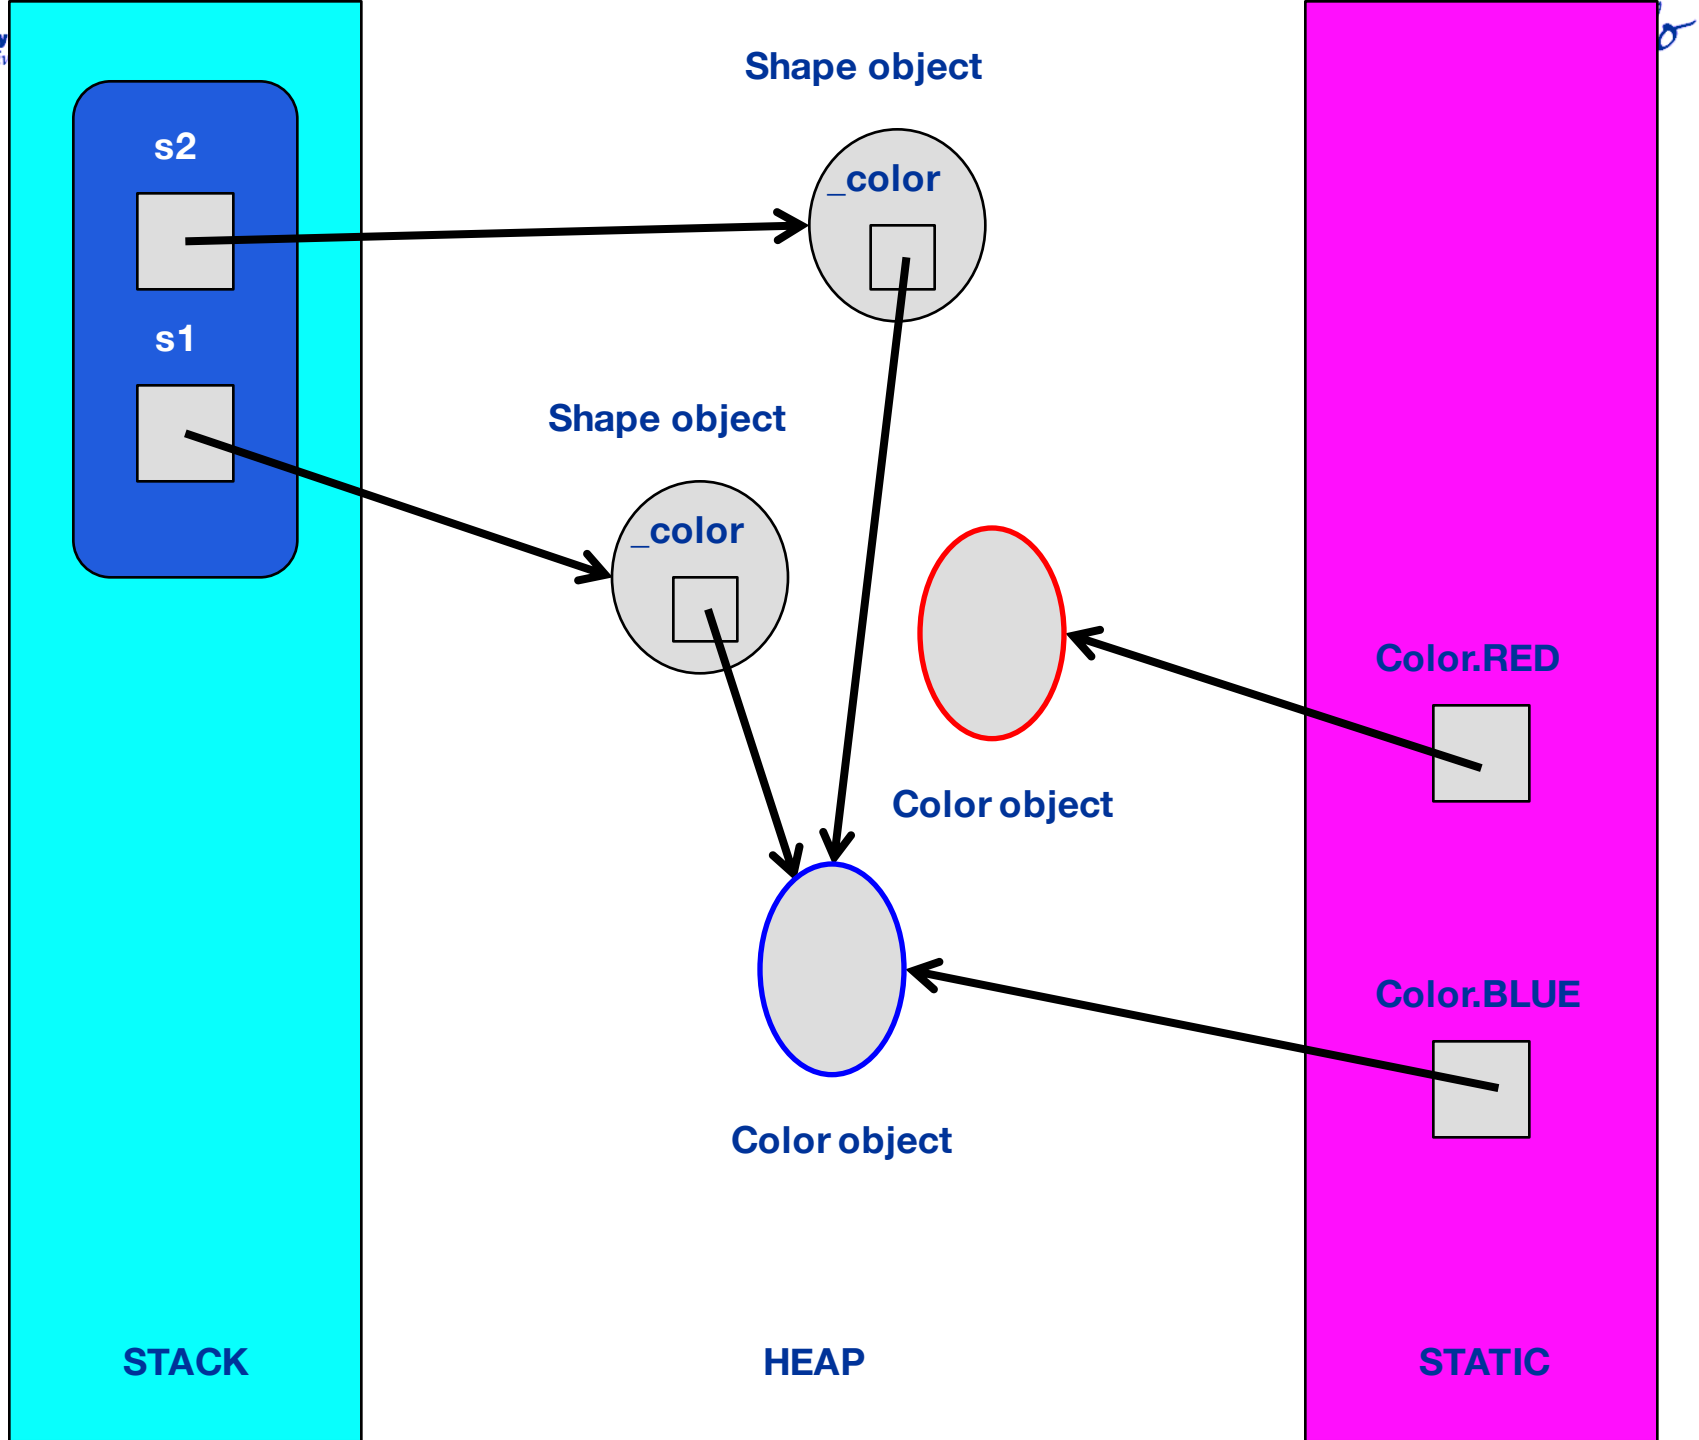 Shape object
s2
_color
s1
Shape object
_color
Color.RED
Color object
Color.BLUE
Color object
STACK
HEAP
STATIC